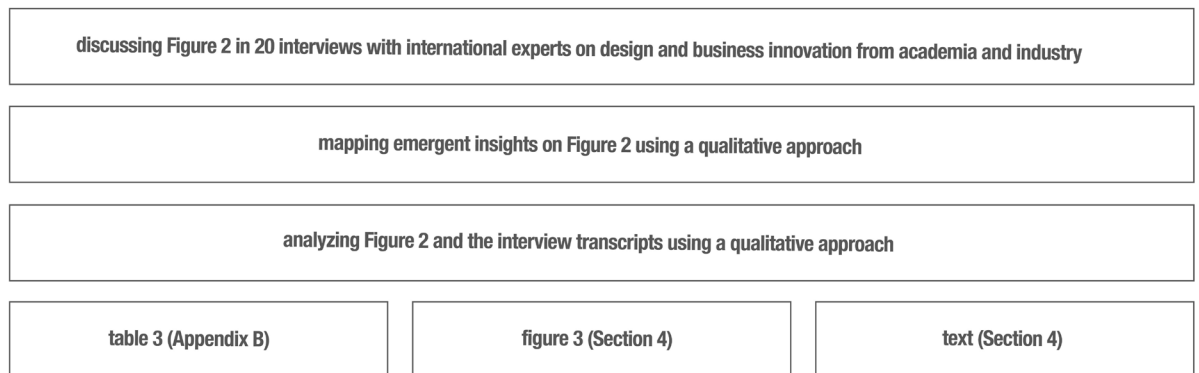 discussing Figure 2 in 20 interviews with international experts on design and business innovation from academia and industry
mapping emergent insights on Figure 2 using a qualitative approach
analyzing Figure 2 and the interview transcripts using a qualitative approach
table 3 (Appendix B)
figure 3 (Section 4)
text (Section 4)